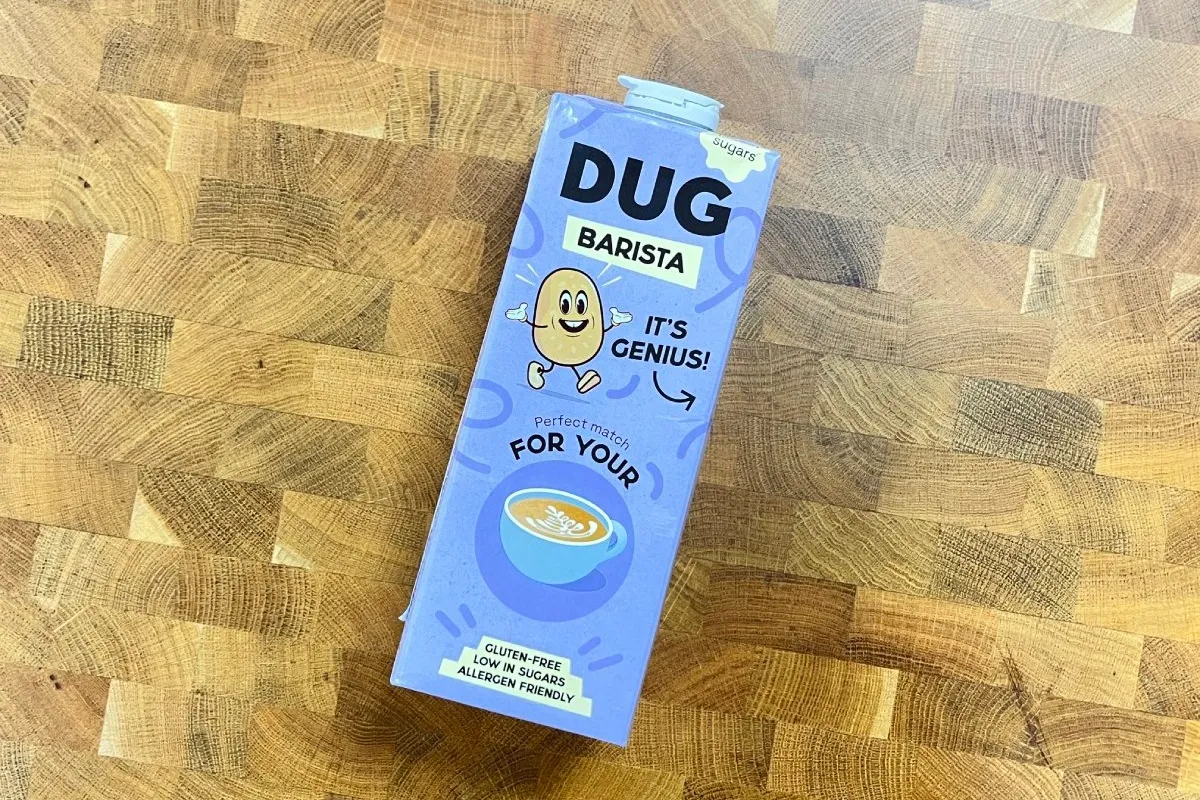 sugars
DUG
BARISTA
IT'S
GENIUS!
Perfect match
FOR YOUR
GLUTEN-FREE
LOW IN SUGARS
ALLERGEN FRIENDLY